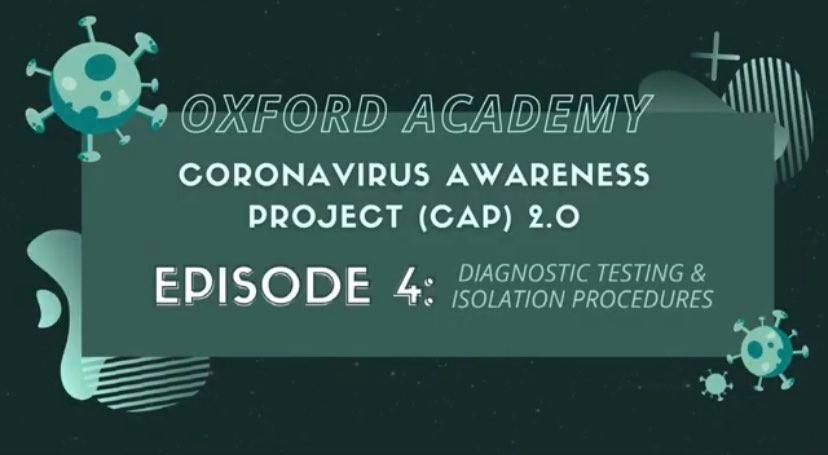 OXFORD ACADEMY
CORONAVIRUS AWARENESS
PROJECT (CAP) 2.0
EPISODE 4:
DIAGNOSTIC TESTING &
ISOLATION PROCEDURES